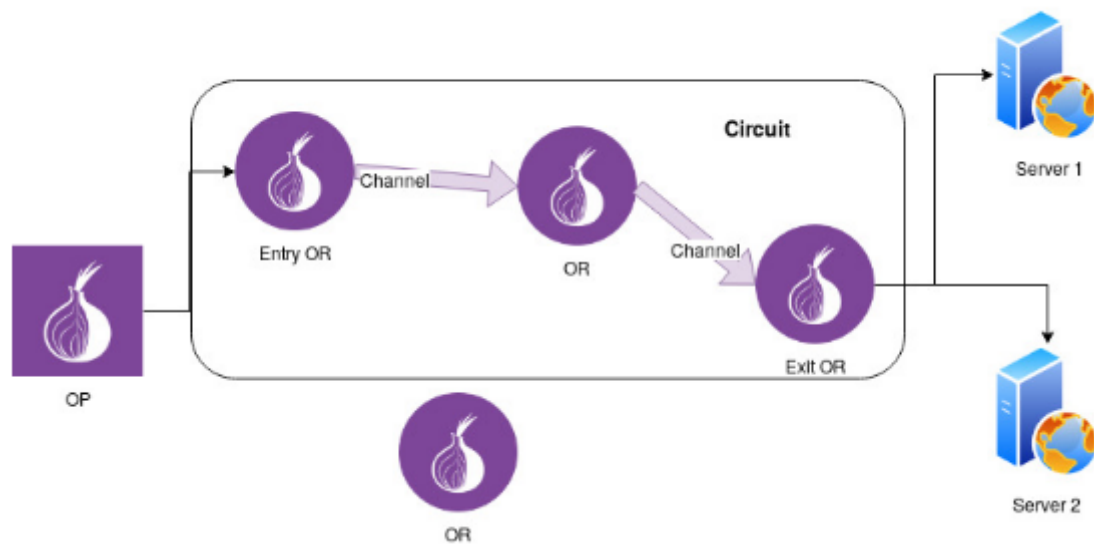 Circuit
Server 1
Channel
Entry OR
OR
Channel
Exit OR
OP
OR
Server 2